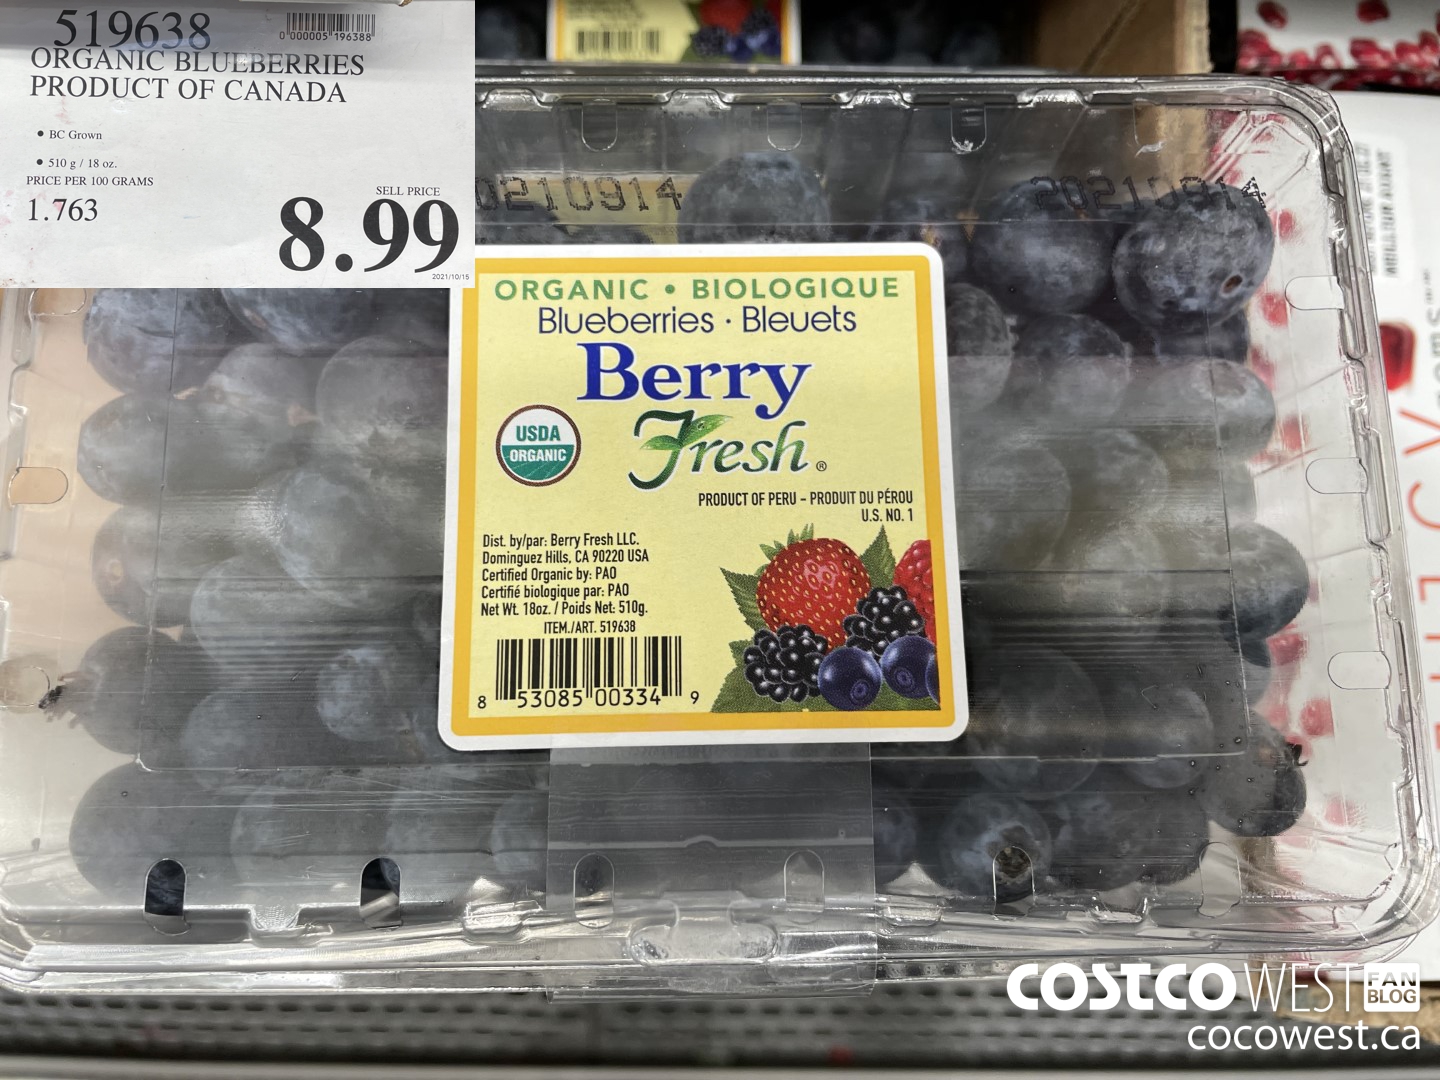 519638
0 000005 196388
ORGANIC BLUEBERRIES
PRODUCT OF CANADA
• BC Grown
• 510 g / 18 oz.
PRICE PER 100 GRAMS
1.763
SELL PRICE
8.99
2021/10/15
20210914
ORGANIC • BIOLOGIQUE
Blueberries · Bleuets
Berry
Fresh®
USDA
ORGANIC
PRODUCT OF PERU – PRODUIT DU PÉROU
U.S. NO. 1
Dist. by/par: Berry Fresh LLC.
Dominguez Hills, CA 90220 USA
Certified Organic by: PAO
Certifié biologique par: PAO
Net Wt. 18oz. / Poids Net: 510g.
ITEM./ART. 519638
8 53085 00334 9
COSTCO WEST FAN
BLOG
cocowest.ca